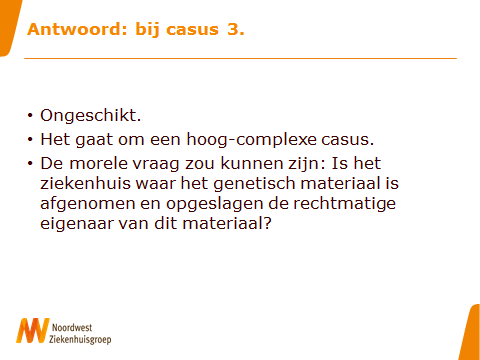 Antwoord: bij casus 3.
• Ongeschikt.
• Het gaat om een hoog-complexe casus.
• De morele vraag zou kunnen zijn: Is het
ziekenhuis waar het genetisch materiaal is
afgenomen en opgeslagen de rechtmatige
eigenaar van dit materiaal?
Noordwest
Ziekenhuisgroep